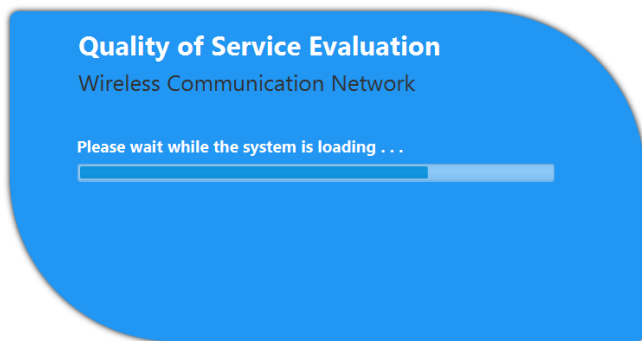 Quality of Service Evaluation
Wireless Communication Network
Please wait while the system is loading . . .